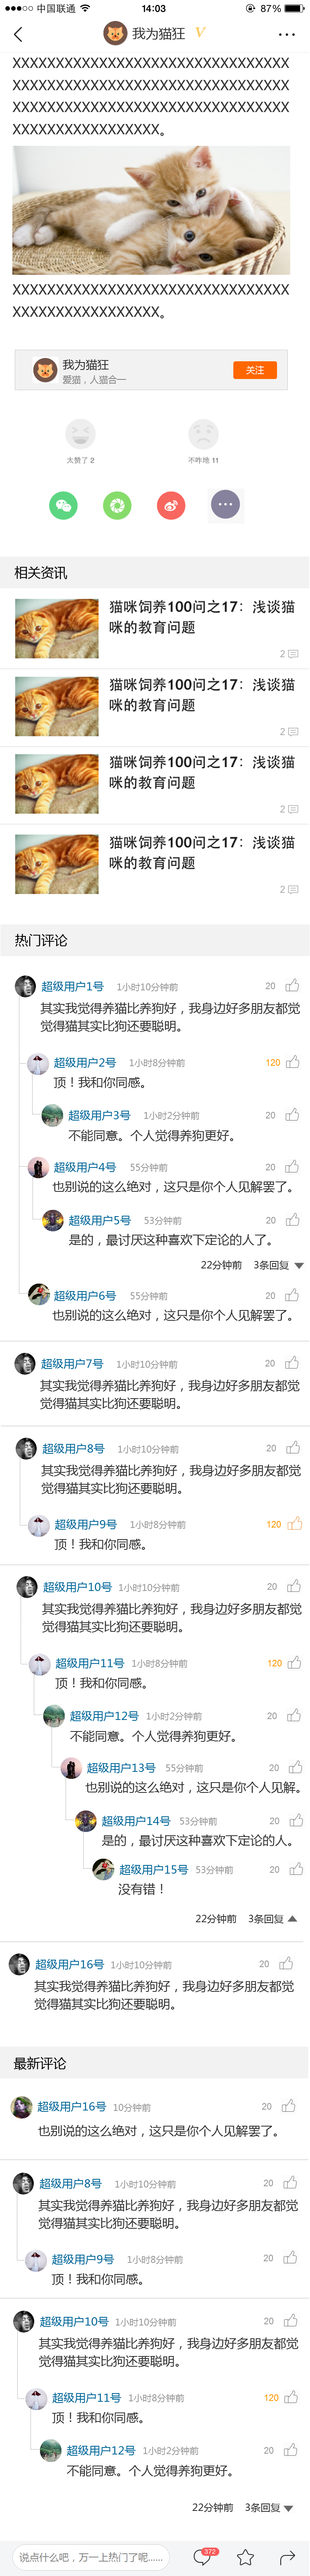 中国联通 14:03 87%
我为猫狂 V
XXXXXXXXXXXXXXXXXXXXXXXXXXXXXXXX
XXXXXXXXXXXXXXXXXXXXXXXXXXXXXXXX
XXXXXXXXXXXXXXXXXXXXXXXXXXXXXXXX
XXXXXXXXXXXXXXXXX。
XXXXXXXXXXXXXXXXXXXXXXXXXXXXXXXX
XXXXXXXXXXXXXXXXX。
我为猫狂
爱猫，人猫合一
关注
太赞了 2 不咋地 11
相关资讯
猫咪饲养100问之17：浅谈猫
咪的教育问题
2
猫咪饲养100问之17：浅谈猫
咪的教育问题
2
猫咪饲养100问之17：浅谈猫
咪的教育问题
2
猫咪饲养100问之17：浅谈猫
咪的教育问题
2
热门评论
超级用户1号 1小时10分钟前 20
其实我觉得养猫比养狗好，我身边好多朋友都觉
觉得猫其实比狗还要聪明。
超级用户2号 1小时8分钟前 120
顶！我和你同感。
超级用户3号 1小时2分钟前 20
不能同意。个人觉得养狗更好。
超级用户4号 55分钟前 20
也别说的这么绝对，这只是你个人见解罢了。
超级用户5号 53分钟前 20
是的，最讨厌这种喜欢下定论的人了。
22分钟前 3条回复
超级用户6号 55分钟前 20
也别说的这么绝对，这只是你个人见解罢了。
超级用户7号 1小时10分钟前 20
其实我觉得养猫比养狗好，我身边好多朋友都觉
觉得猫其实比狗还要聪明。
超级用户8号 1小时10分钟前 20
其实我觉得养猫比养狗好，我身边好多朋友都觉
觉得猫其实比狗还要聪明。
超级用户9号 1小时8分钟前 120
顶！我和你同感。
超级用户10号 1小时10分钟前 20
其实我觉得养猫比养狗好，我身边好多朋友都觉
觉得猫其实比狗还要聪明。
超级用户11号 1小时8分钟前 120
顶！我和你同感。
超级用户12号 1小时2分钟前 20
不能同意。个人觉得养狗更好。
超级用户13号 55分钟前 20
也别说的这么绝对，这只是你个人见解。
超级用户14号 53分钟前 20
是的，最讨厌这种喜欢下定论的人。
超级用户15号 53分钟前 20
没有错！
22分钟前 3条回复
超级用户16号 1小时10分钟前 20
其实我觉得养猫比养狗好，我身边好多朋友都觉
觉得猫其实比狗还要聪明。
最新评论
超级用户16号 10分钟前 20
也别说的这么绝对，这只是你个人见解罢了。
超级用户8号 1小时10分钟前 20
其实我觉得养猫比养狗好，我身边好多朋友都觉
觉得猫其实比狗还要聪明。
超级用户9号 1小时8分钟前 20
顶！我和你同感。
超级用户10号 1小时10分钟前 20
其实我觉得养猫比养狗好，我身边好多朋友都觉
觉得猫其实比狗还要聪明。
超级用户11号 1小时8分钟前 120
顶！我和你同感。
超级用户12号 1小时2分钟前 20
不能同意。个人觉得养狗更好。
22分钟前 3条回复
说点什么吧，万一上热门了呢...... 372